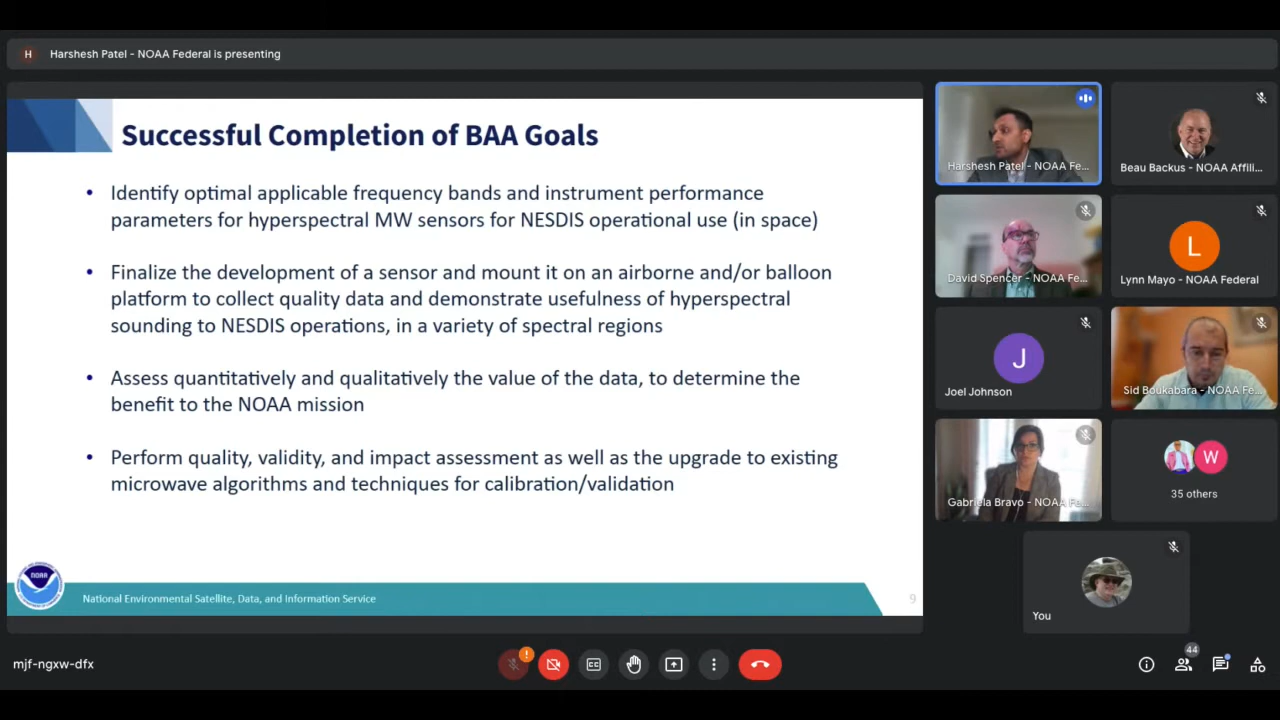 H
Harshesh Patel - NOAA Federal is presenting
Successful Completion of BAA Goals
• Identify optimal applicable frequency bands and instrument performance
parameters for hyperspectral MW sensors for NESDIS operational use (in space)
• Finalize the development of a sensor and mount it on an airborne and/or balloon
platform to collect quality data and demonstrate usefulness of hyperspectral
sounding to NESDIS operations, in a variety of spectral regions
• Assess quantitatively and qualitatively the value of the data, to determine the
benefit to the NOAA mission
• Perform quality, validity, and impact assessment as well as the upgrade to existing
microwave algorithms and techniques for calibration/validation
NOAA
National Environmental Satellite, Data, and Information Service
9
Harshesh Patel - NOAA Fe...
Beau Backus - NOAA Affili...
David Spencer - NOAA Fe...
L
Lynn Mayo - NOAA Federal
J
Joel Johnson
Sid Boukabara - NOAA Fe...
Gabriela Bravo - NOAA Fe...
W
35 others
You
mjf-ngxw-dfx
!
CC
44